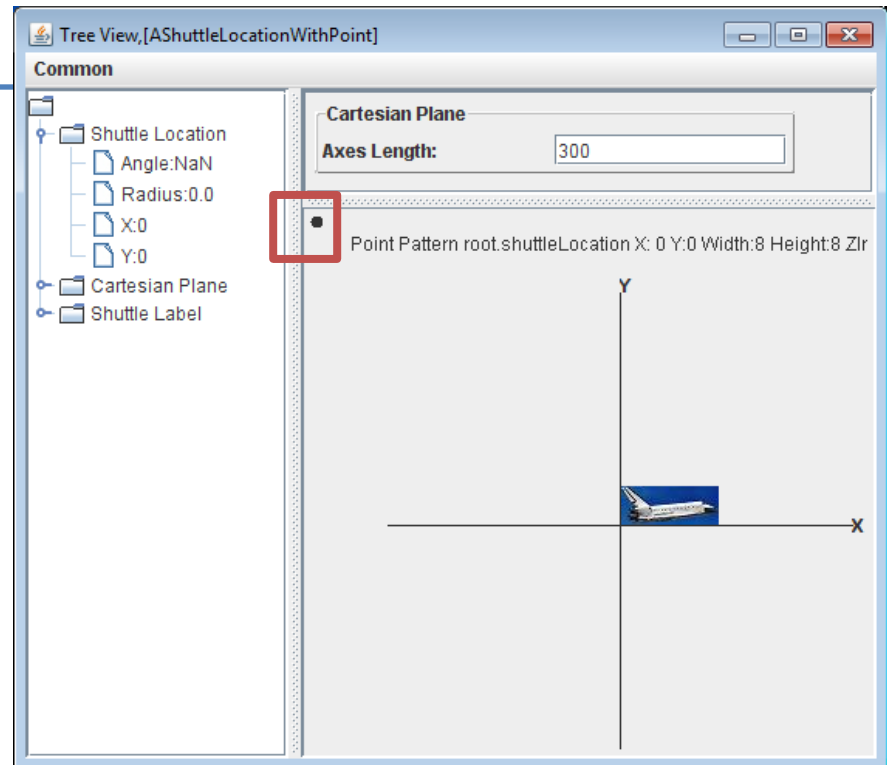 Tree View,[AShuttleLocationWithPoint]
Common
Shuttle Location
Angle:NaN
Radius:0.0
X:0
Y:0
Cartesian Plane
Shuttle Label
Cartesian Plane
Axes Length: 300
Point Pattern root.shuttleLocation X: 0 Y:0 Width:8 Height:8 ZIr
Y
X